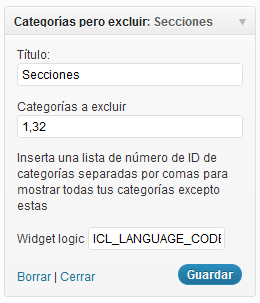 Categorías pero excluir: Secciones
Título:
Secciones
Categorías a excluir
1,32
Inserta una lista de número de ID de
categorías separadas por comas para
mostrar todas tus categorías excepto
estas
Widget logic ICL_LANGUAGE_CODE
Borrar | Cerrar Guardar